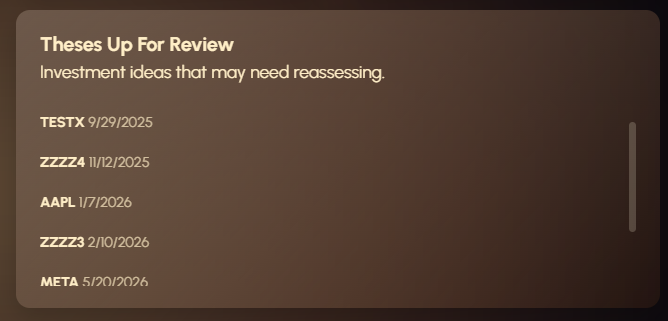 Theses Up For Review
Investment ideas that may need reassessing.
TESTX 9/29/2025
ZZZZ4 11/12/2025
AAPL 1/7/2026
ZZZZ3 2/10/2026
META 5/20/2026